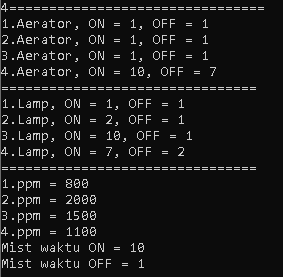 4==============================
1.Aerator, ON = 1, OFF = 1
2.Aerator, ON = 1, OFF = 1
3.Aerator, ON = 1, OFF = 1
4.Aerator, ON = 10, OFF = 7
==============================
1.Lamp, ON = 1, OFF = 1
2.Lamp, ON = 2, OFF = 1
3.Lamp, ON = 10, OFF = 1
4.Lamp, ON = 7, OFF = 2
==============================
1.ppm = 800
2.ppm = 2000
3.ppm = 1500
4.ppm = 1100
Mist waktu ON = 10
Mist waktu OFF = 1